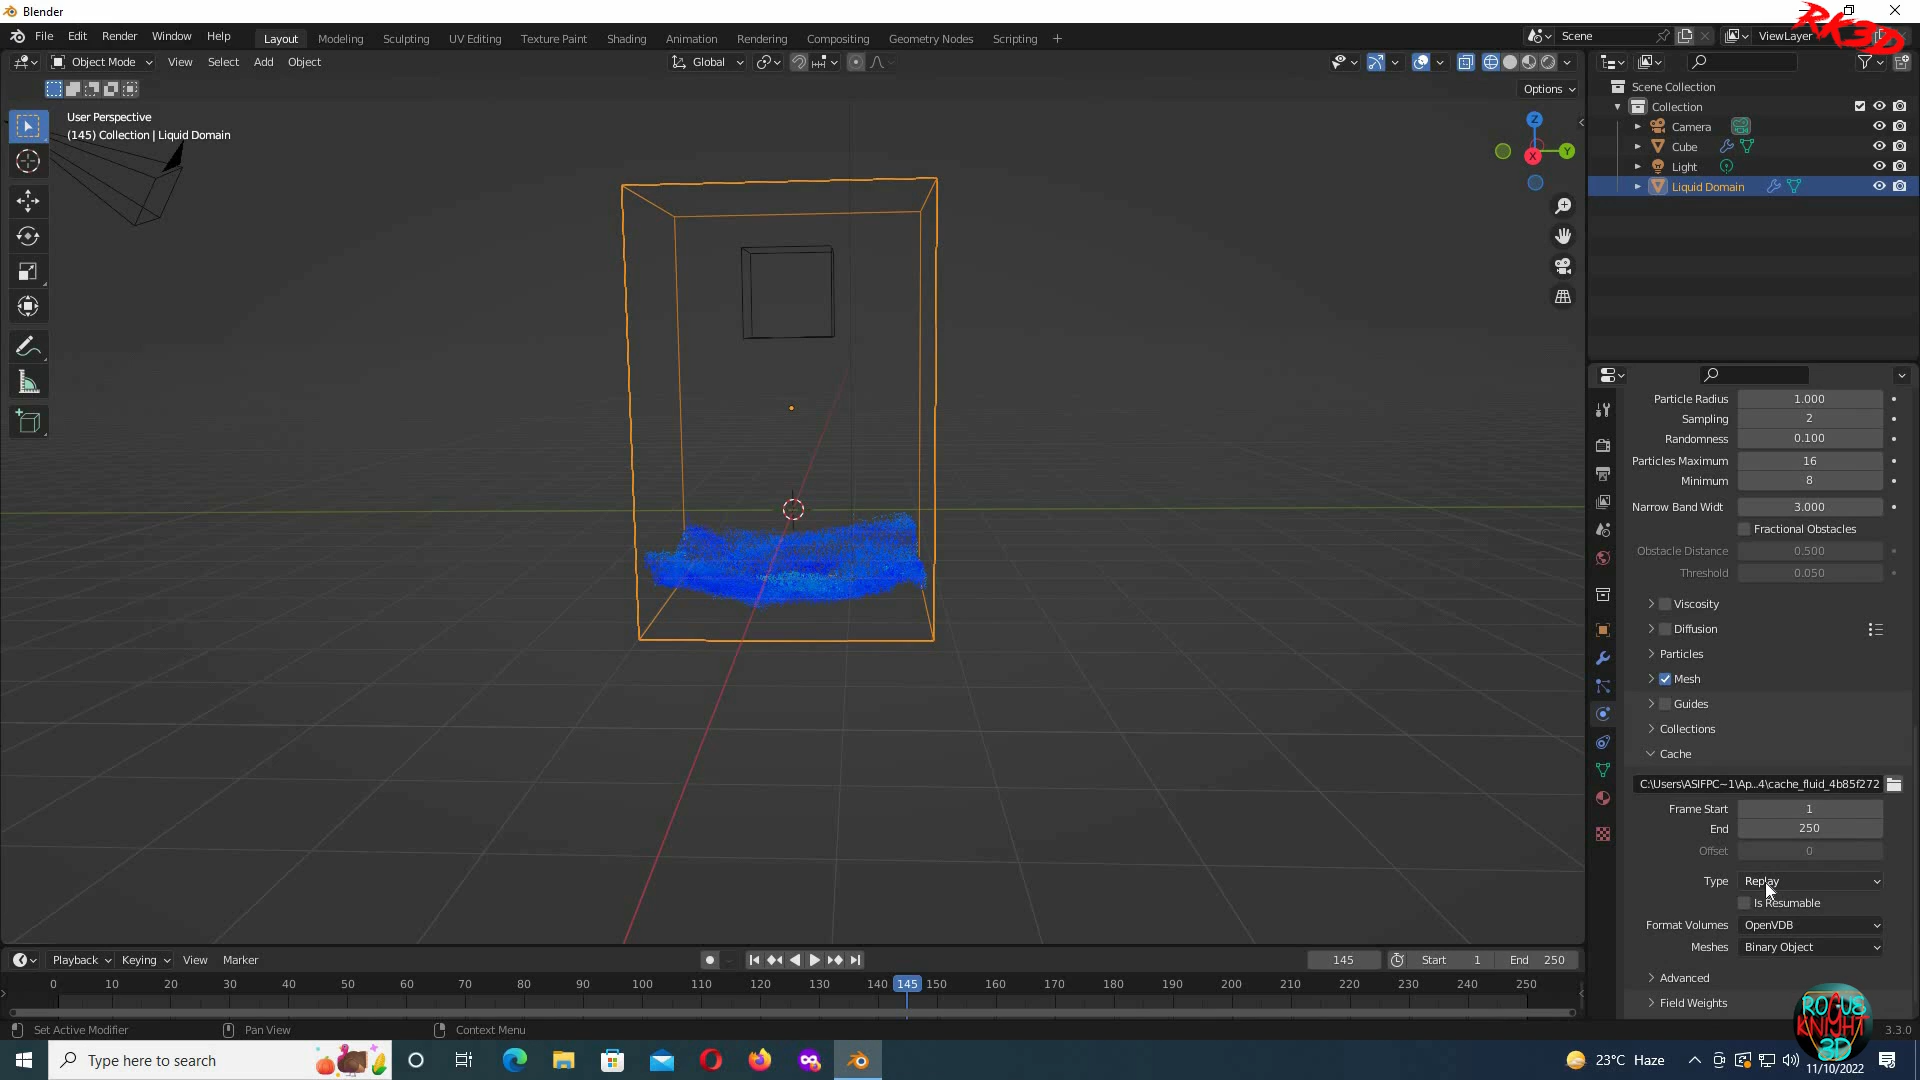 Blender
File Edit Render Window Help Layout Modeling Sculpting UV Editing Texture Paint Shading Animation Rendering Compositing Geometry Nodes Scripting + Scene ViewLayer
RK3D
Object Mode View Select Add Object Global
Options
User Perspective
(145) Collection | Liquid Domain
Z
Y
X
Scene Collection
Collection
Camera
Cube
Light
Liquid Domain
Particle Radius 1.000
Sampling 2
Randomness 0.100
Particles Maximum 16
Minimum 8
Narrow Band Widt 3.000
Fractional Obstacles
Obstacle Distance 0.500
Threshold 0.050
Viscosity
Diffusion
Particles
Mesh
Guides
Collections
Cache
C:\Users\ASIFPC~1\Ap...4\cache_fluid_4b85f272
Frame Start 1
End 250
Offset 0
Type Replay
Is Resumable
Format Volumes OpenVDB
Meshes Binary Object
Advanced
Field Weights
Playback Keying View Marker 145 Start 1 End 250
0 10 20 30 40 50 60 70 80 90 100 110 120 130 140 145 150 160 170 180 190 200 210 220 230 240 250
Set Active Modifier Pan View Context Menu 3.3.0
ROGUE
KNIGHT
3D
Type here to search 23°C Haze
11/10/2022